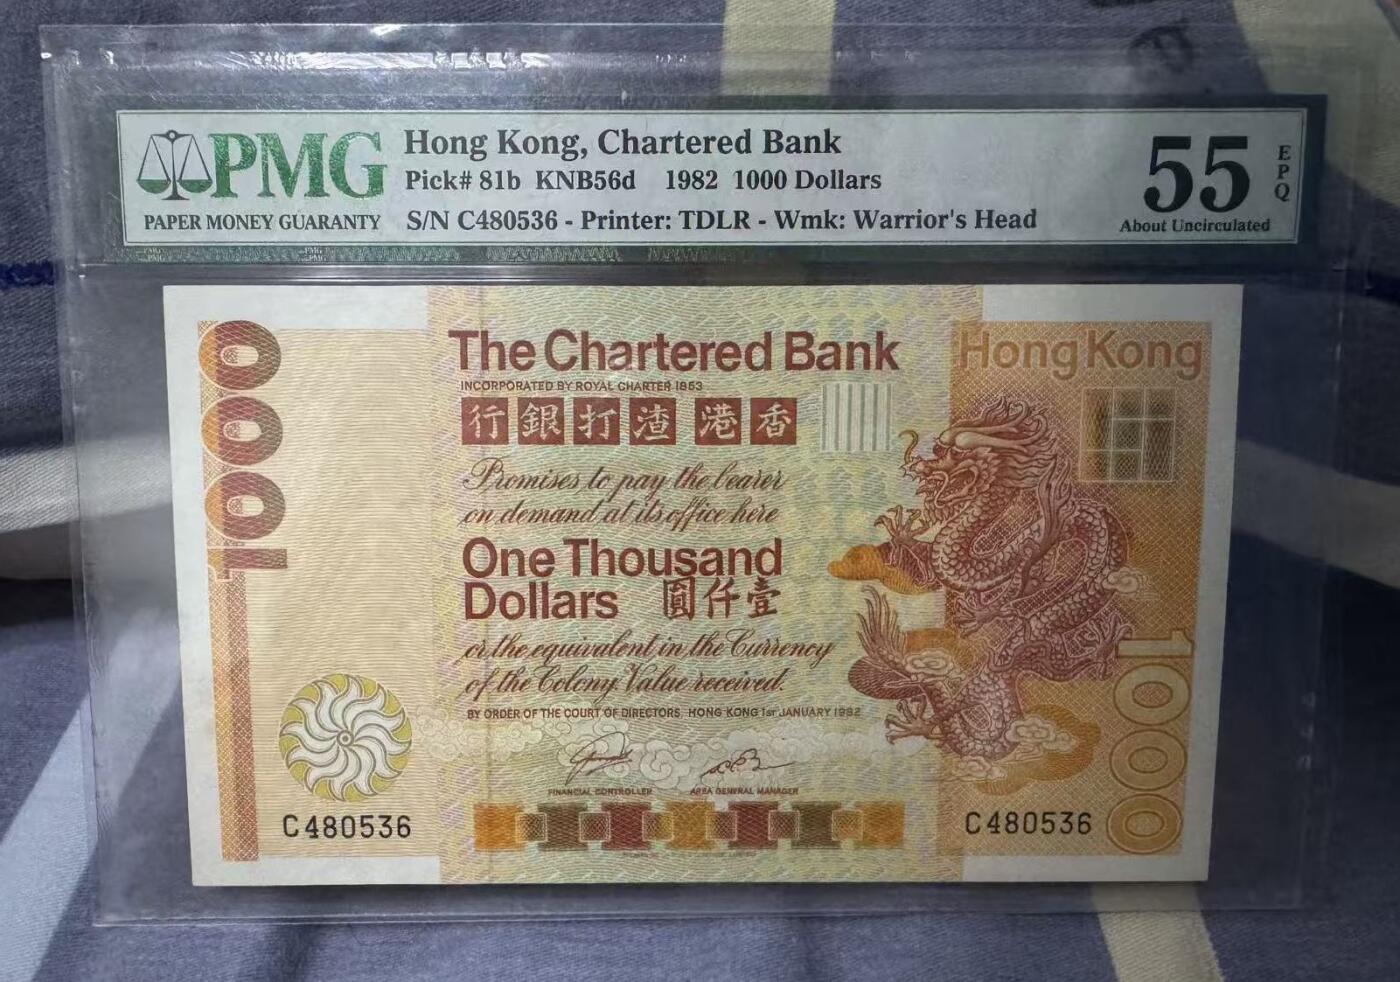 PMG
PAPER MONEY GUARANTY
Hong Kong, Chartered Bank
Pick# 81b KNB56d 1982 1000 Dollars
S/N C480536 - Printer: TDLR - Wmk: Warrior's Head
55
EPQ
About Uncirculated
1000
The Chartered Bank
Hong Kong
INCORPORATED BY ROYAL CHARTER 1853
行銀打渣 港香
Promises to pay the bearer
on demand at its office here
One Thousand
Dollars 圓仟壹
or the equivalent in the Currency
of the Colony, Value received.
BY ORDER OF THE COURT OF DIRECTORS, HONG KONG 1ST JANUARY 1982
FINANCIAL CONTROLLER AREA GENERAL MANAGER
1000
C480536
C480536